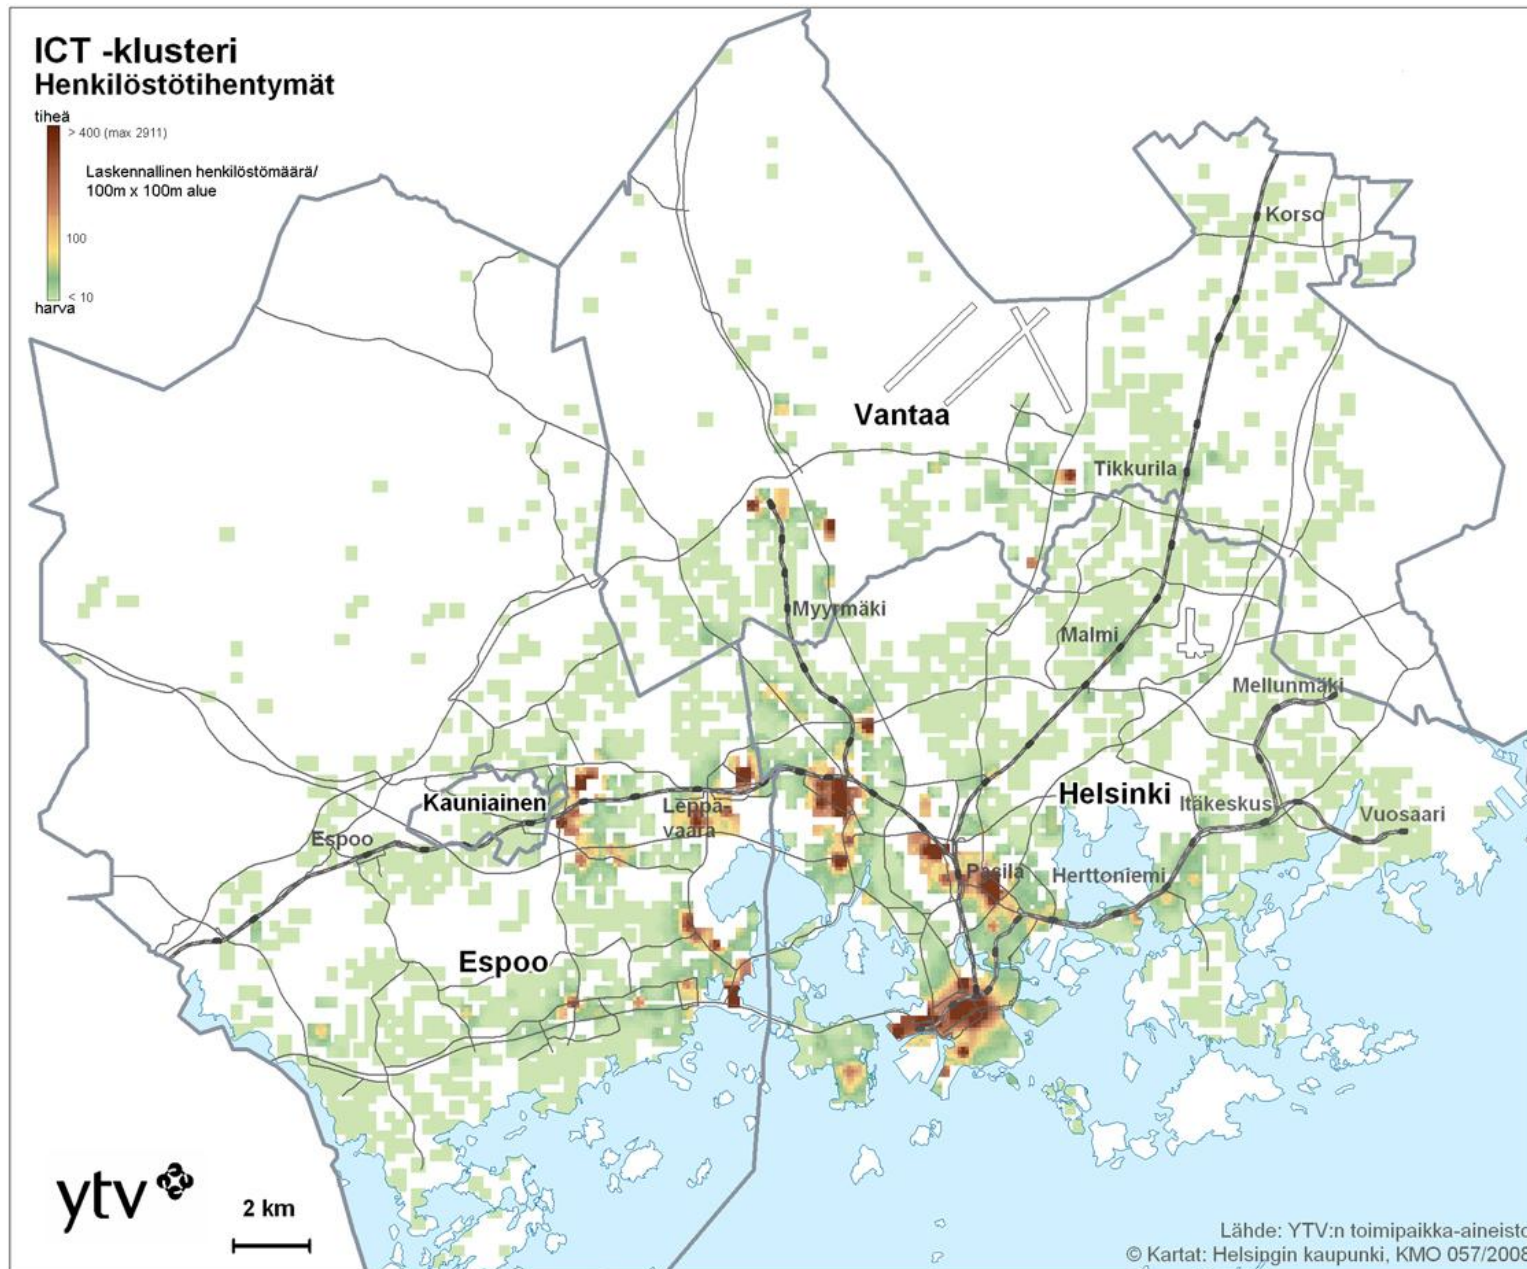 ICT -klusteri
Henkilöstötihentymät
tiheä
> 400 (max 2911)
Laskennallinen henkilöstömäärä/
100m x 100m alue
100
< 10
harva
Korso
Vantaa
Tikkurila
Myyrmäki
Malmi
Mellunmäki
Helsinki
Kauniainen
Leppä-
vaara
Itäkeskus
Vuosaari
Espoo
Pasila
Herttoniemi
Espoo
ytv
2 km
Lähde: YTV:n toimipaikka-aineisto
© Kartat: Helsingin kaupunki, KMO 057/2008